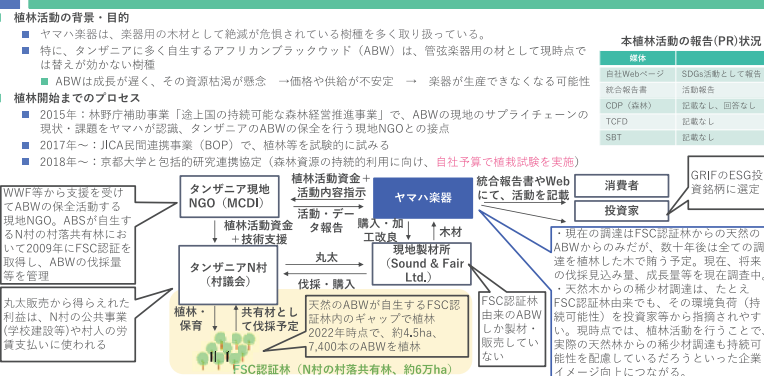 植林活動の背景・目的
ヤマハ楽器は、楽器用の木材として絶滅が危惧されている樹種を多く取り扱っている。
特に、タンザニアに多く自生するアフリカンブラックウッド（ABW）は、管弦楽器用の材として現時点で
は替えが効かない樹種
ABWは成長が遅く、その資源枯渇が懸念　→価格や供給が不安定　→　楽器が生産できなくなる可能性
植林開始までのプロセス
2015年：林野庁補助事業「途上国の持続可能な森林経営推進事業」で、ABWの現地のサプライチェーンの
現状・課題をヤマハが認識、タンザニアのABWの保全を行う現地NGOとの接点
2017年～：JICA民間連携事業（BOP）で、植林等を試験的に試みる
2018年～：京都大学と包括的研究連携協定（森林資源の持続的利用に向け、自社予算で植栽試験を実施）
本植林活動の報告(PR)状況
媒体
自社Webページ　SDGs活動として報告
統合報告書　活動報告
CDP（森林）　記載なし、回答なし
TCFD　記載なし
SBT　記載なし
WWF等から支援を受け
てABWの保全活動する
現地NGO。ABSが自生す
るN村の村落共有林にお
いて2009年にFSC認証を
取得し、ABWの伐採量
等を管理
タンザニア現地
NGO（MCDI）
植林活動資金＋
活動内容指示
活動・デー
タ報告
ヤマハ楽器
統合報告書やWeb
にて、活動を記載
消費者
投資家
GRIFのESG投
資銘柄に選定
植林活動資金
＋技術支援
購入・加
工改良
木材
タンザニアN村
（村議会）
丸太
伐採・購入
現地製材所
（Sound & Fair
Ltd.）
丸太販売から得らえれた
利益は、N村の公共事業
(学校建設等)や村人の労
賃支払いに使われる
植林・
保育
共有材とし
て伐採予定
天然のABWが自生するFSC認
証林内のギャップで植林
2022年時点で、約4.5ha、
7,400本のABWを植林
FSC認証林（N村の村落共有林、約6万ha）
FSC認証林
由来のABW
しか製材・
販売してい
ない
・現在の調達はFSC認証林からの天然の
ABWからのみだが、数十年後は全ての調
達を植林した木で賄う予定。現在、将来
の伐採見込み量、成長量等を現在調査中。
・天然木からの稀少材調達は、たとえ
FSC認証林由来でも、その環境負荷（持
続可能性）を投資家等から指摘されやす
い。現時点では、植林活動を行うことで、
実際の天然林からの稀少材調達も持続可
能性を配慮しているだろうといった企業
イメージ向上につながる。